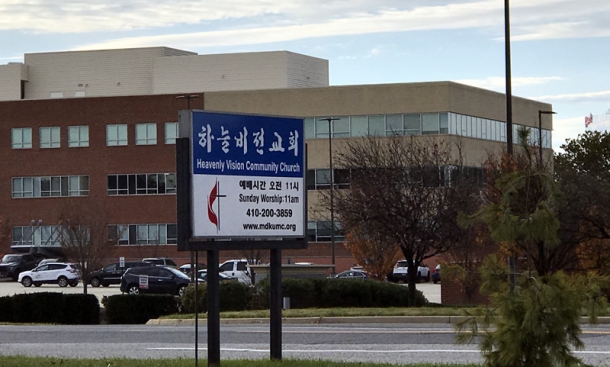 하늘비전교회
Heavenly Vision Community Church
예배시간 오전 11시
Sunday Worship: 11am
410-200-3859
www.mdkumc.org